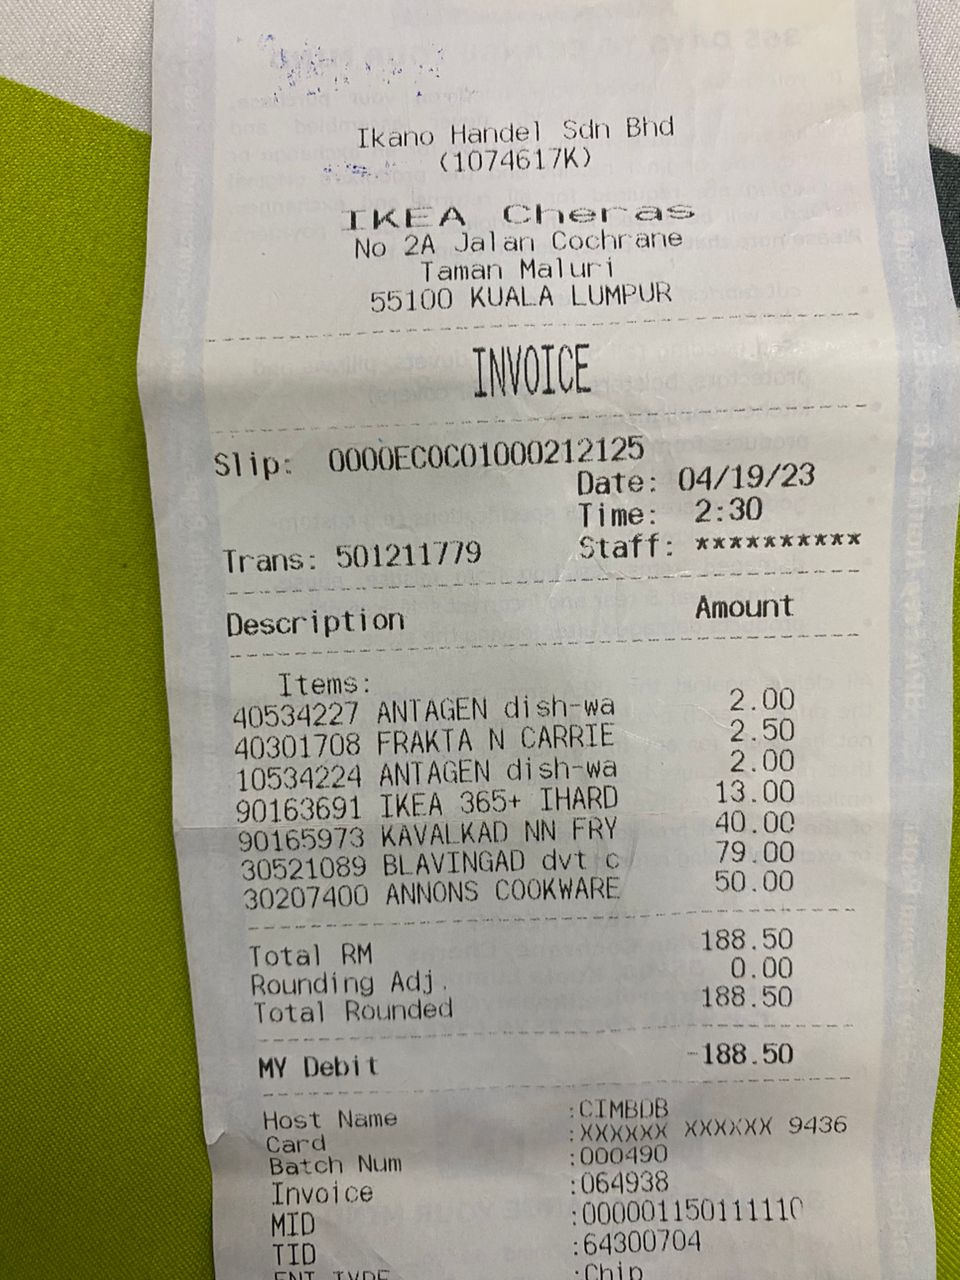 Ikano Handel Sdn Bhd
(1074617K)
IKEA Cheras
No 2A Jalan Cochrane
Taman Maluri
55100 KUALA LUMPUR
INVOICE
Slip: 0000EC0C01000212125
Date: 04/19/23
Time: 2:30
Trans: 501211779 Staff: **********
Description Amount
Items:
40534227 ANTAGEN dish-wa 2.00
40301708 FRAKTA N CARRIE 2.50
10534224 ANTAGEN dish-wa 2.00
90163691 IKEA 365+ IHARD 13.00
90165973 KAVALKAD NN FRY 40.00
30521089 BLAVINGAD dvt c 79.00
30207400 ANNONS COOKWARE 50.00
Total RM 188.50
Rounding Adj. 0.00
Total Rounded 188.50
MY Debit -188.50
Host Name :CIMBDB
Card :XXXXXX XXXXXX 9436
Batch Num :000490
Invoice :064938
MID :000001150111110
TID :64300704
ENT TYPE :Chip